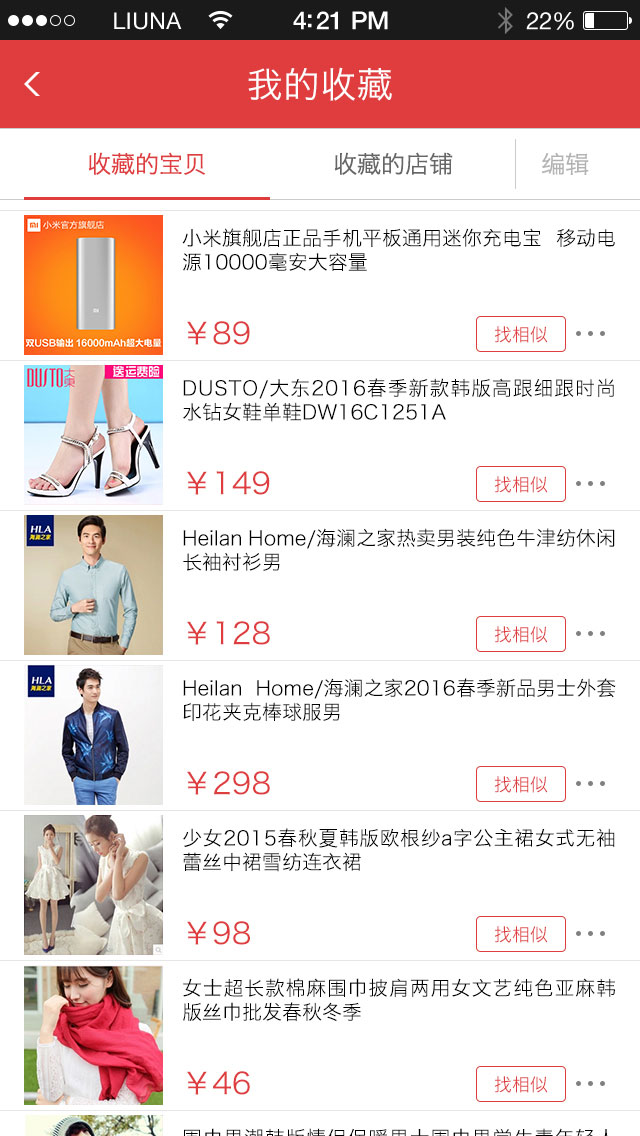 LIUNA 4:21 PM 22%
我的收藏
收藏的宝贝 收藏的店铺 编辑
小米官方旗舰店
双USB输出 16000mAh超大电量
小米旗舰店正品手机平板通用迷你充电宝 移动电
源10000毫安大容量
￥89 找相似
DUSTO大东
送运费险
DUSTO/大东2016春季新款韩版高跟细跟时尚
水钻女鞋单鞋DW16C1251A
￥149 找相似
HLA
海澜之家
Heilan Home/海澜之家热卖男装纯色牛津纺休闲
长袖衬衫男
￥128 找相似
HLA
海澜之家
Heilan Home/海澜之家2016春季新品男士外套
印花夹克棒球服男
￥298 找相似
少女2015春秋夏韩版欧根纱a字公主裙女式无袖
蕾丝中裙雪纺连衣裙
￥98 找相似
女士超长款棉麻围巾披肩两用女文艺纯色亚麻韩
版丝巾批发春秋冬季
￥46 找相似